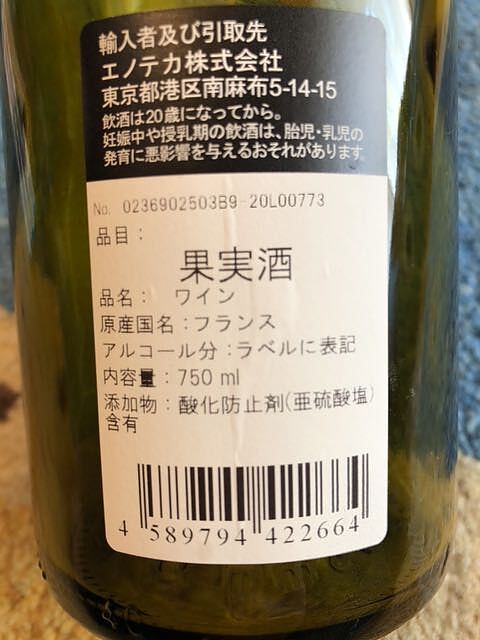 輸入者及び引取先
エノテカ株式会社
東京都港区南麻布5-14-15
飲酒は20歳になってから。
妊娠中や授乳期の飲酒は、胎児・乳児の
発育に悪影響を与えるおそれがあります。
No. 0236902503B9-20L00773
品目：
果実酒
品名： ワイン
原産国名：フランス
アルコール分：ラベルに表記
内容量：750 ml
添加物：酸化防止剤(亜硫酸塩)
含有
4 589794 422664